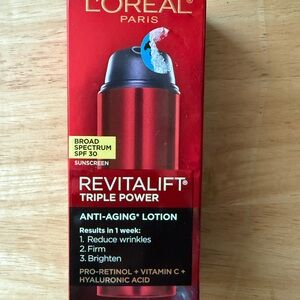 L'ORÉAL
PARIS
BROAD
SPECTRUM
SPF 30
SUNSCREEN
REVITALIFT®
TRIPLE POWER
ANTI-AGING* LOTION
Results in 1 week:
1. Reduce wrinkles
2. Firm
3. Brighten
PRO-RETINOL + VITAMIN C +
HYALURONIC ACID